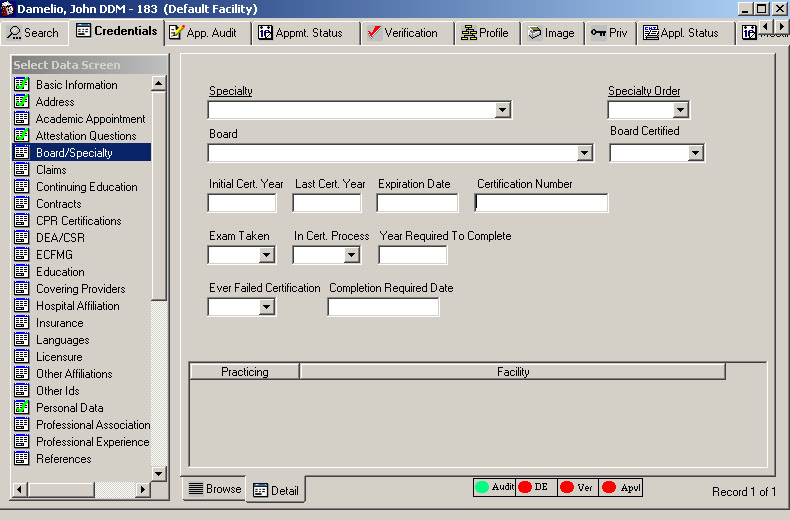 Damelio, John DDM - 183 (Default Facility)
Search Credentials App. Audit Appmt. Status Verification Profile Image Priv Appl. Status
Select Data Screen
Basic Information
Address
Academic Appointment
Attestation Questions
Board/Specialty
Claims
Continuing Education
Contracts
CPR Certifications
DEA/CSR
ECFMG
Education
Covering Providers
Hospital Affiliation
Insurance
Languages
Licensure
Other Affiliations
Other Ids
Personal Data
Professional Association
Professional Experience
References
Specialty Specialty Order
Board Board Certified
Initial Cert. Year Last Cert. Year Expiration Date Certification Number
Exam Taken In Cert. Process Year Required To Complete
Ever Failed Certification Completion Required Date
Practicing Facility
Browse Detail Audit DE Ver Apvl Record 1 of 1